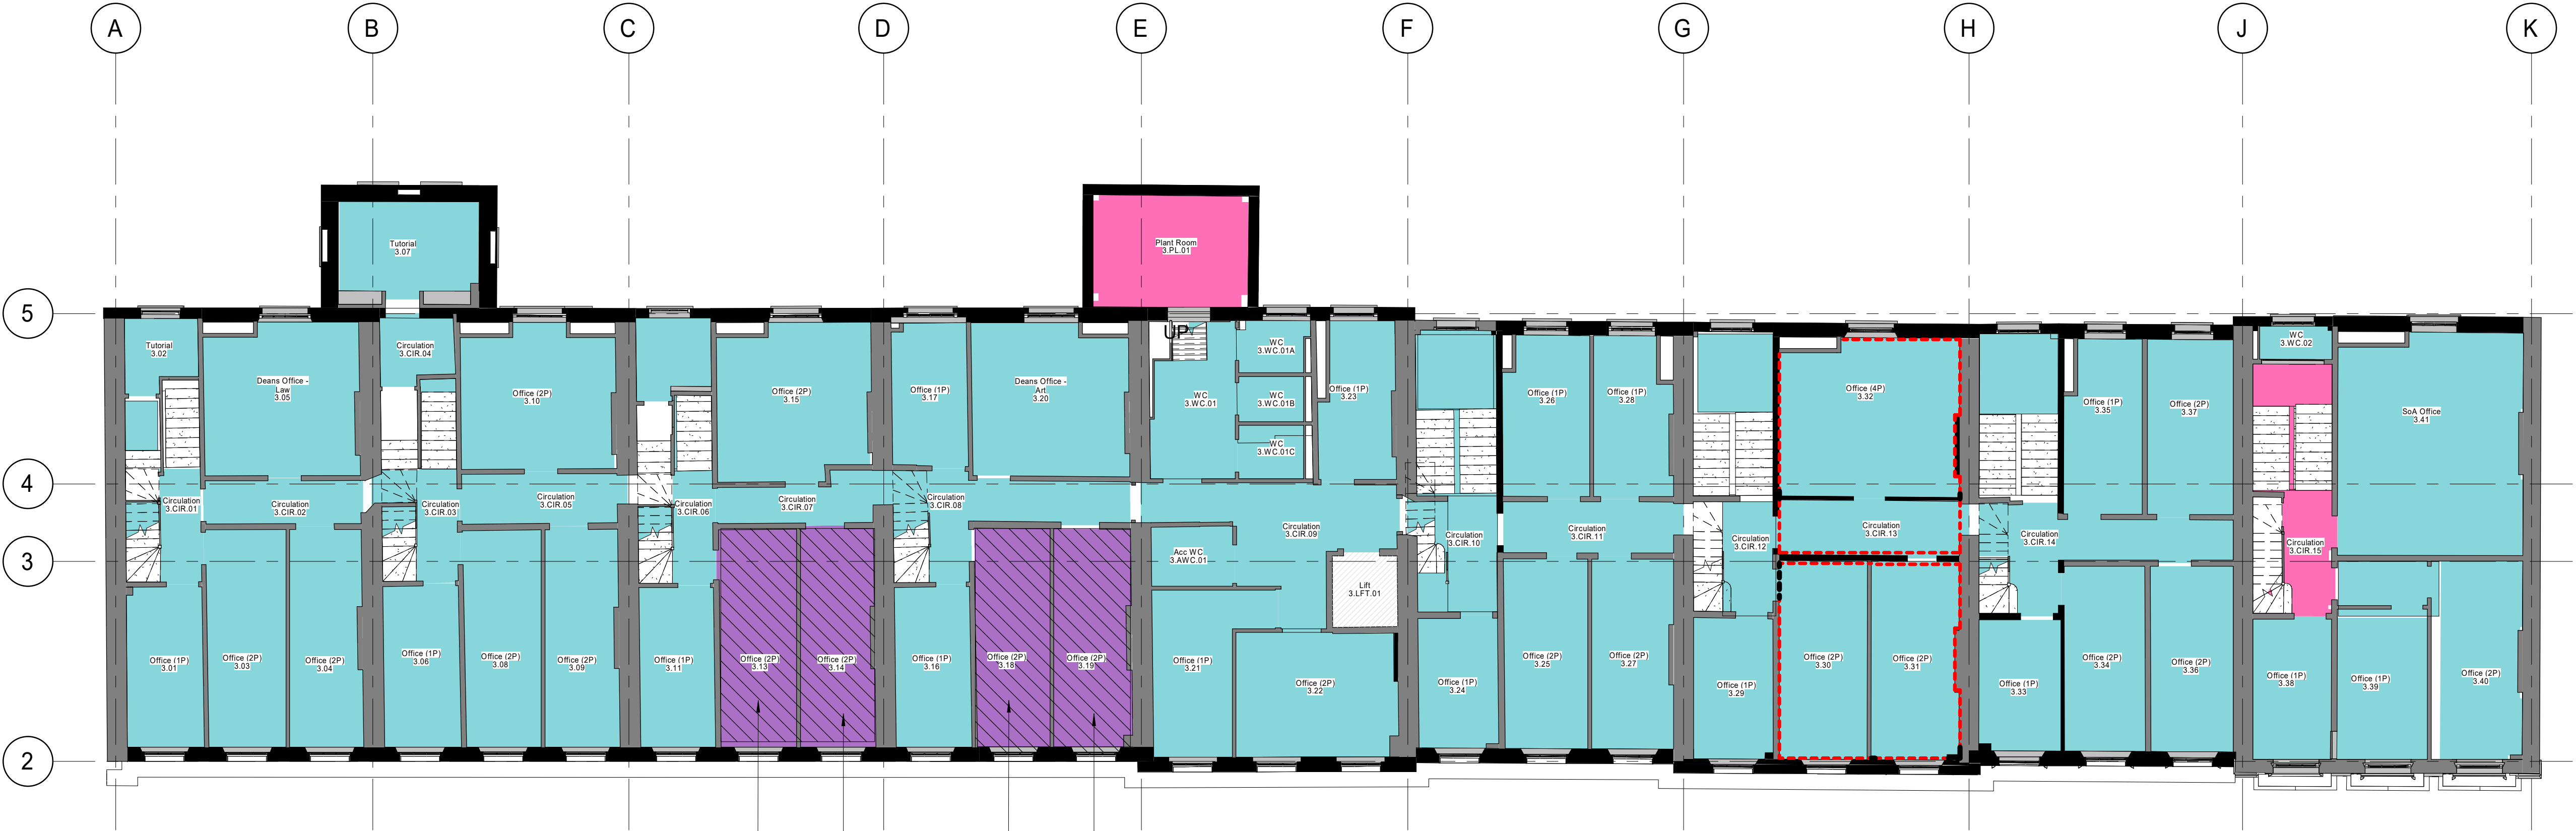 A
B
C
D
E
F
G
H
J
K
5
4
3
2
Tutorial
3.07
Plant Room
3.PL.01
UP
Tutorial
3.02
Deans Office -
Law
3.05
Circulation
3.CIR.04
Office (2P)
3.10
Office (2P)
3.15
Office (1P)
3.17
Deans Office -
Art
3.20
WC
3.WC.01
WC
3.WC.01A
WC
3.WC.01B
WC
3.WC.01C
Office (1P)
3.23
Office (1P)
3.26
Office (1P)
3.28
Office (4P)
3.32
Office (1P)
3.35
Office (2P)
3.37
WC
3.WC.02
SoA Office
3.41
Circulation
3.CIR.01
Circulation
3.CIR.02
Circulation
3.CIR.03
Circulation
3.CIR.05
Circulation
3.CIR.06
Circulation
3.CIR.07
Circulation
3.CIR.08
Circulation
3.CIR.09
Circulation
3.CIR.10
Circulation
3.CIR.11
Circulation
3.CIR.12
Circulation
3.CIR.13
Circulation
3.CIR.14
Circulation
3.CIR.15
Acc WC
3.AWC.01
Lift
3.LFT.01
Office (1P)
3.01
Office (2P)
3.03
Office (2P)
3.04
Office (1P)
3.06
Office (2P)
3.08
Office (2P)
3.09
Office (1P)
3.11
Office (2P)
3.13
Office (2P)
3.14
Office (1P)
3.16
Office (2P)
3.18
Office (2P)
3.19
Office (1P)
3.21
Office (2P)
3.22
Office (1P)
3.24
Office (2P)
3.25
Office (2P)
3.27
Office (1P)
3.29
Office (2P)
3.30
Office (2P)
3.31
Office (1P)
3.33
Office (2P)
3.34
Office (2P)
3.36
Office (1P)
3.38
Office (1P)
3.39
Office (2P)
3.40